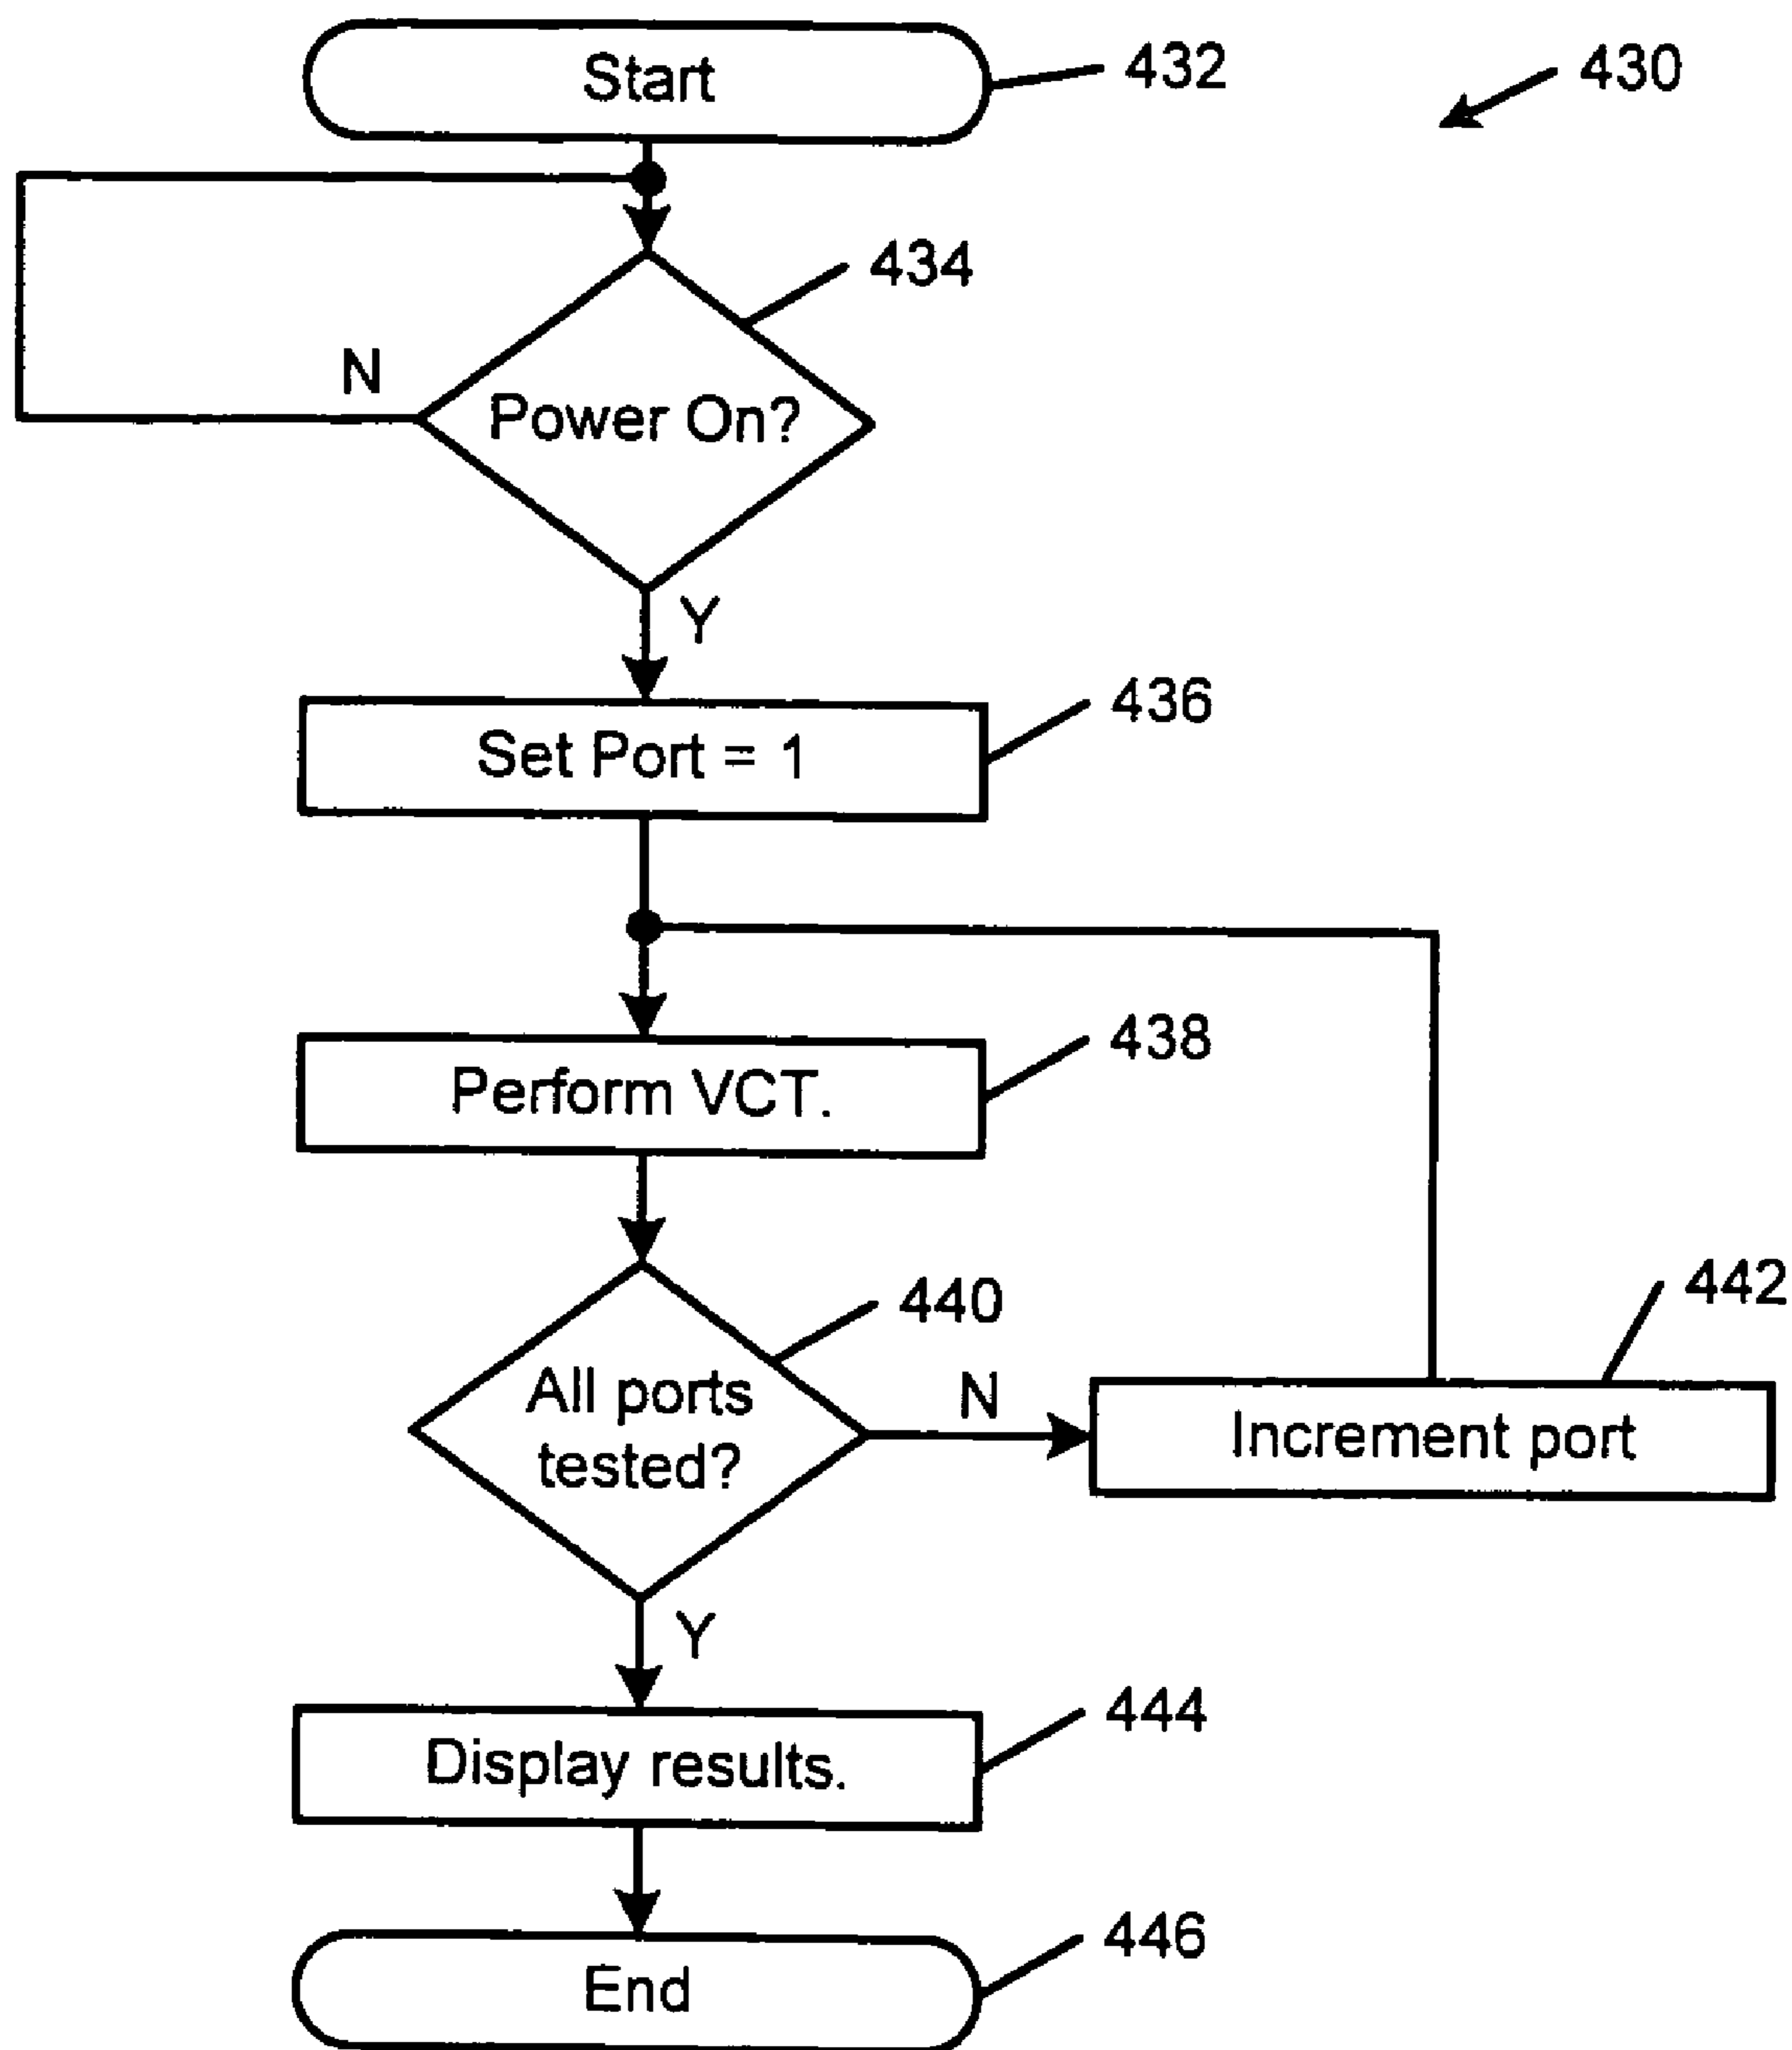 Start
432
430
434
N
Power On?
Y
436
Set Port = 1
438
Perform VCT.
440
442
All ports
tested?
N
Increment port
Y
444
Display results.
446
End